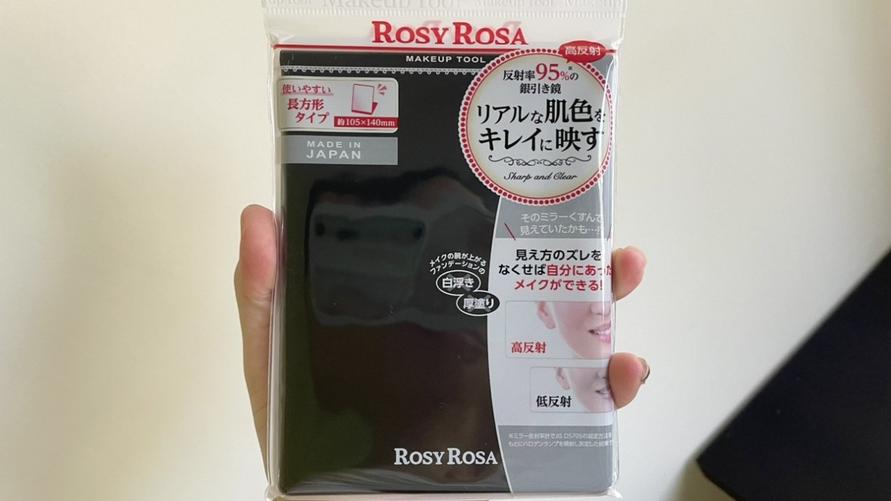 Makeup Tool
ROSY ROSA
MAKEUP TOOL
高反射
反射率95%※の
銀引き鏡
リアルな肌色を
キレイに映す
Sharp and Clear
使いやすい
長方形
タイプ
約105×140mm
MADE IN
JAPAN
そのミラーくすんで
見えていたかも…!?
見え方のズレを
なくせば自分にあった
メイクができる!!
メイクの腕が上がる
ファンデーションの
白浮き
厚塗り
高反射
低反射
ROSY ROSA